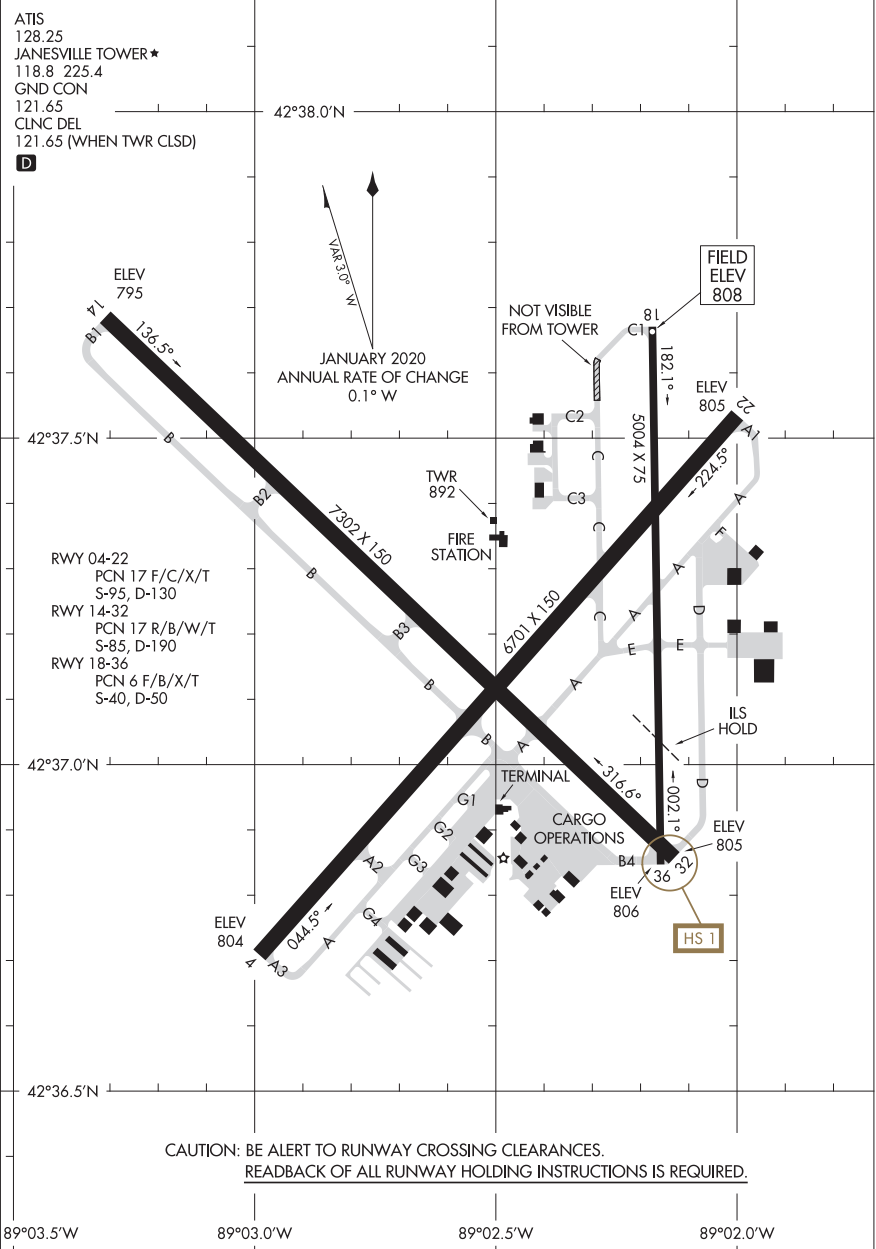 ATIS
128.25
JANESVILLE TOWER★
118.8 225.4
GND CON
121.65
CLNC DEL
121.65 (WHEN TWR CLSD)
D
42°38.0'N
VAR 3.0° W
JANUARY 2020
ANNUAL RATE OF CHANGE
0.1° W
FIELD
ELEV
808
NOT VISIBLE
FROM TOWER
ELEV
795
14
B1
136.5°
18
C1
182.1°
5004 X 75
ELEV
805
22
A1
224.5°
42°37.5'N
B
B2
7302 X 150
C2
C
C3
C
TWR
892
FIRE
STATION
A
F
A
D
RWY 04-22
PCN 17 F/C/X/T
S-95, D-130
RWY 14-32
PCN 17 R/B/W/T
S-85, D-190
RWY 18-36
PCN 6 F/B/X/T
S-40, D-50
B
B3
6701 X 150
C
A
E
E
B
A
ILS
HOLD
B
A
42°37.0'N
TERMINAL
316.6°
002.1°
D
G1
G2
G3
G4
CARGO
OPERATIONS
B4
ELEV
805
32
36
ELEV
806
HS 1
A2
ELEV
804
044.5°
4
A3
A
42°36.5'N
CAUTION: BE ALERT TO RUNWAY CROSSING CLEARANCES.
READBACK OF ALL RUNWAY HOLDING INSTRUCTIONS IS REQUIRED.
89°03.5'W
89°03.0'W
89°02.5'W
89°02.0'W